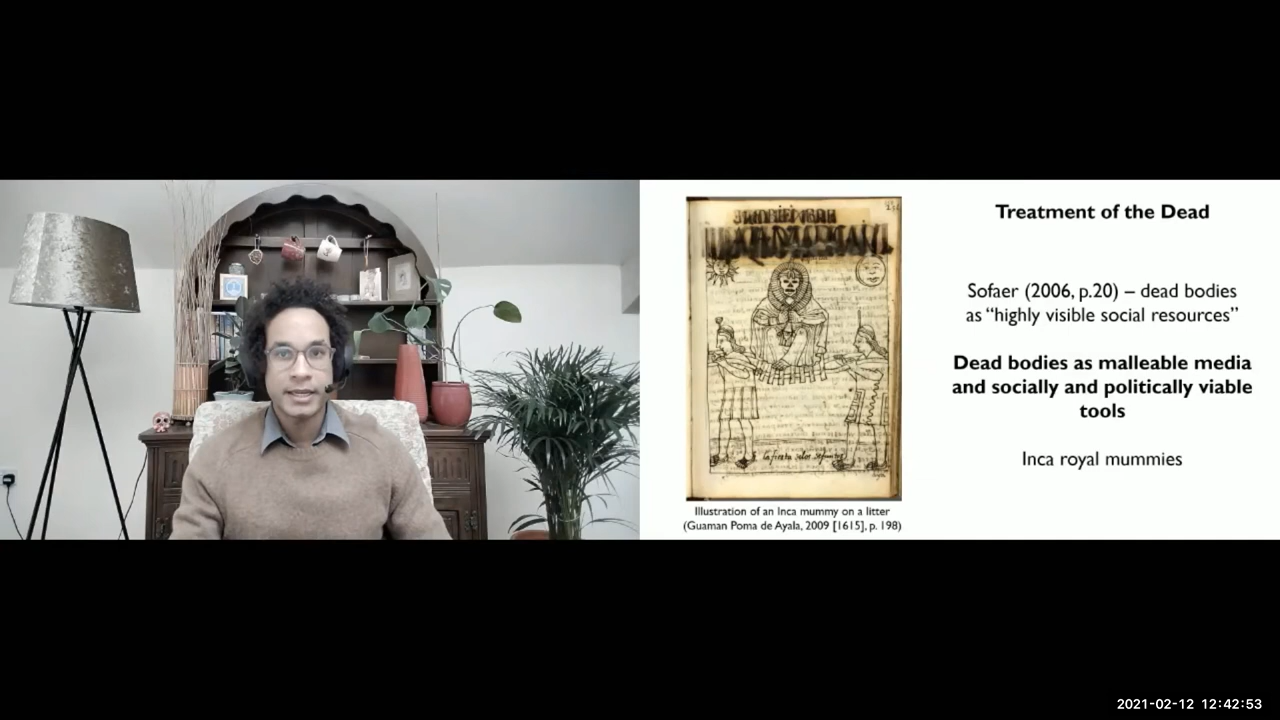 Treatment of the Dead
Sofaer (2006, p.20) – dead bodies
as “highly visible social resources”
Dead bodies as malleable media
and socially and politically viable
tools
Inca royal mummies
Illustration of an Inca mummy on a litter
(Guaman Poma de Ayala, 2009 [1615], p. 198)
2021-02-12 12:42:53